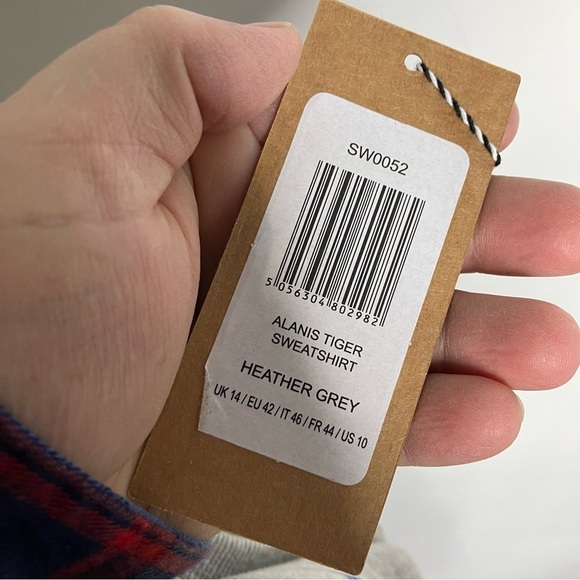 SW0052
5 056304 802982
ALANIS TIGER
SWEATSHIRT
HEATHER GREY
UK 14 / EU 42 / IT 46 / FR 44 / US 10